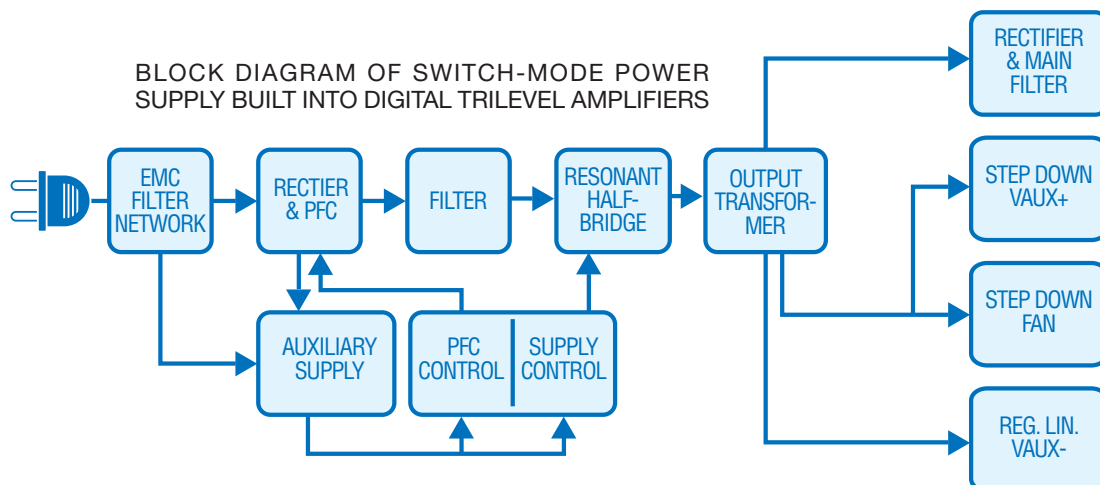 BLOCK DIAGRAM OF SWITCH-MODE POWER
SUPPLY BUILT INTO DIGITAL TRILEVEL AMPLIFIERS
EMC
FILTER
NETWORK
RECTIER
& PFC
FILTER
RESONANT
HALF-
BRIDGE
OUTPUT
TRANSFOR-
MER
RECTIFIER
& MAIN
FILTER
STEP DOWN
VAUX+
STEP DOWN
FAN
REG. LIN.
VAUX-
AUXILIARY
SUPPLY
PFC
CONTROL
SUPPLY
CONTROL